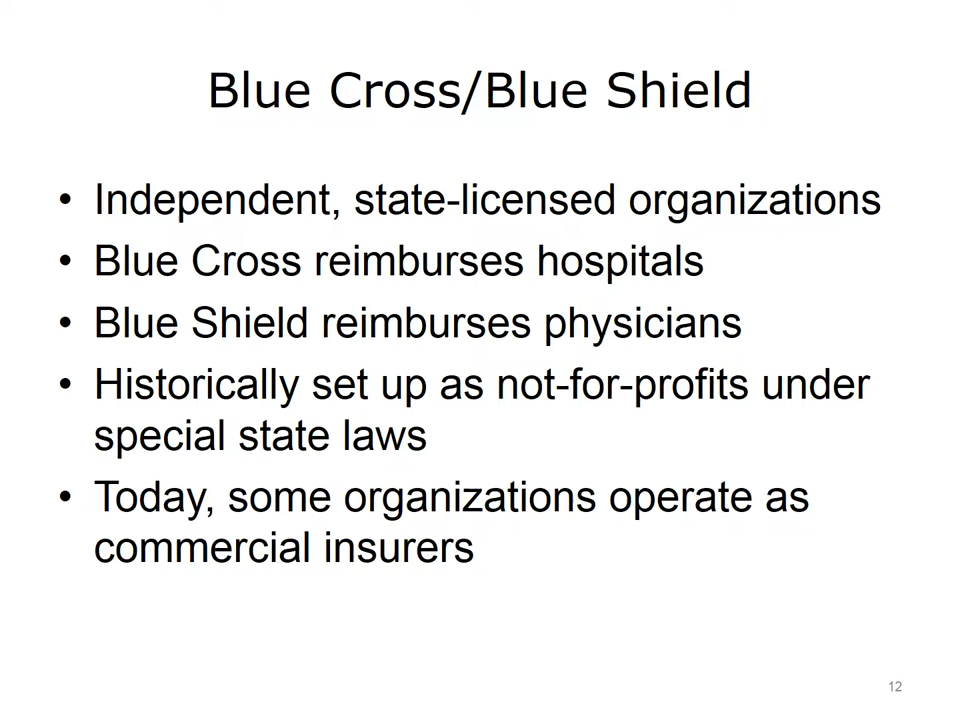 Blue Cross/Blue Shield
• Independent, state-licensed organizations
• Blue Cross reimburses hospitals
• Blue Shield reimburses physicians
• Historically set up as not-for-profits under
special state laws
• Today, some organizations operate as
commercial insurers
12